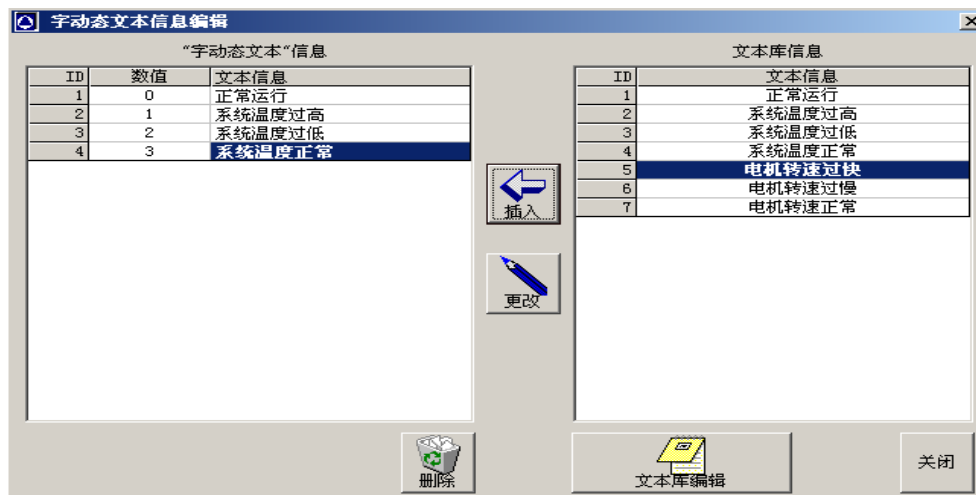 字动态文本信息编辑
“字动态文本”信息
ID 数值 文本信息
1 0 正常运行
2 1 系统温度过高
3 2 系统温度过低
4 3 系统温度正常
插入
更改
删除
文本库信息
ID 文本信息
1 正常运行
2 系统温度过高
3 系统温度过低
4 系统温度正常
5 电机转速过快
6 电机转速过慢
7 电机转速正常
文本库编辑
关闭